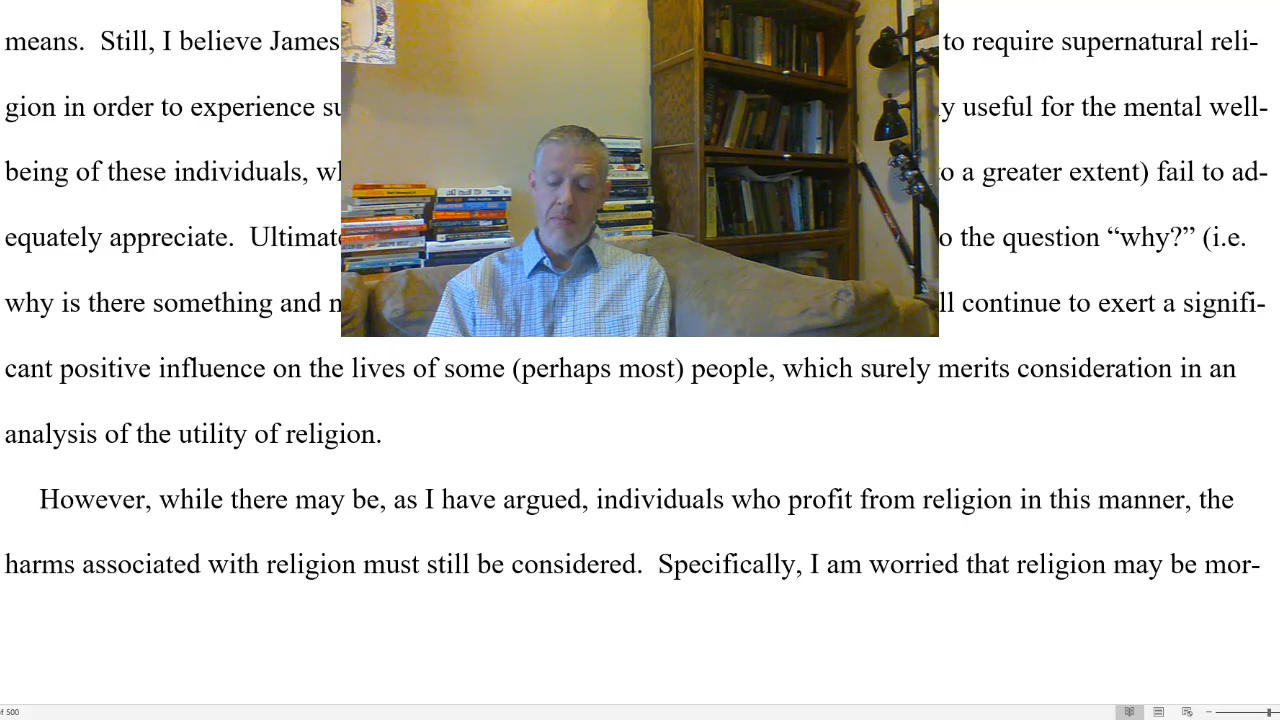 means. Still, I believe James to require supernatural reli-
gion in order to experience useful for the mental well-
being of these individuals, a greater extent) fail to ad-
equately appreciate. the question “why?” (i.e.
why is there something and continue to exert a signifi-
cant positive influence on the lives of some (perhaps most) people, which surely merits consideration in an
analysis of the utility of religion.
However, while there may be, as I have argued, individuals who profit from religion in this manner, the
harms associated with religion must still be considered. Specifically, I am worried that religion may be mor-
of 500